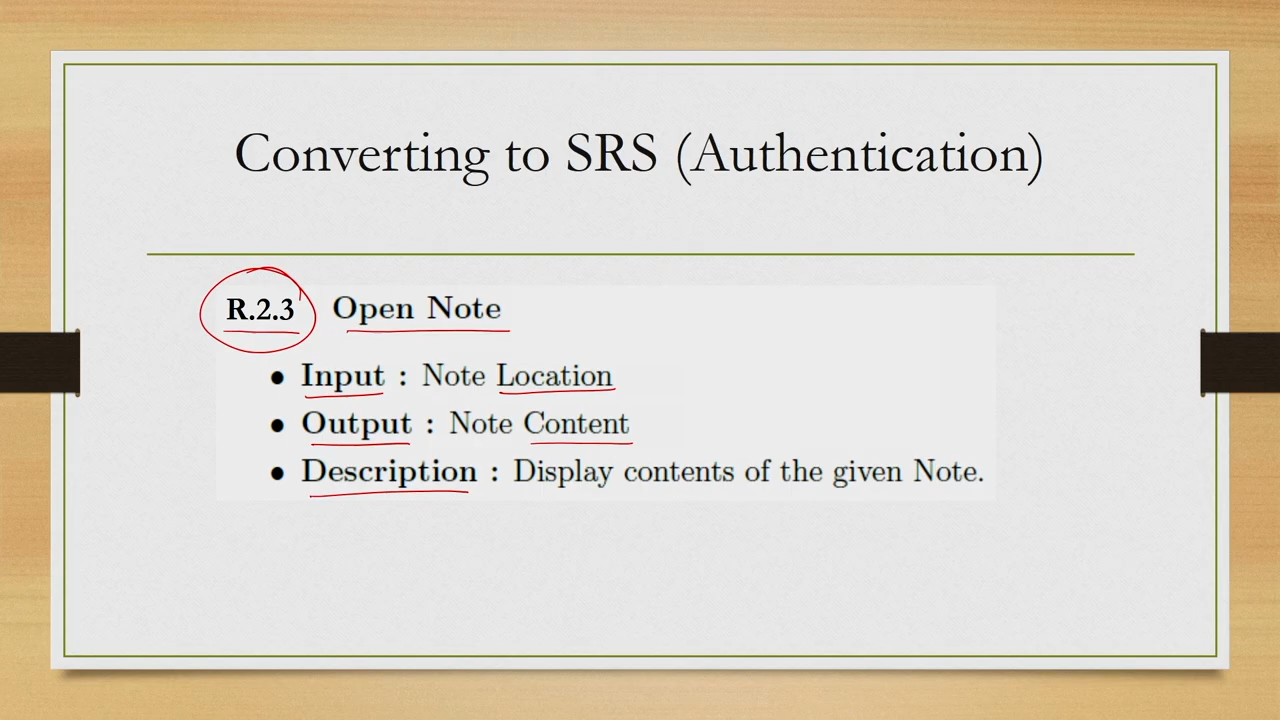 Converting to SRS (Authentication)
R.2.3 Open Note
• Input : Note Location
• Output : Note Content
• Description : Display contents of the given Note.